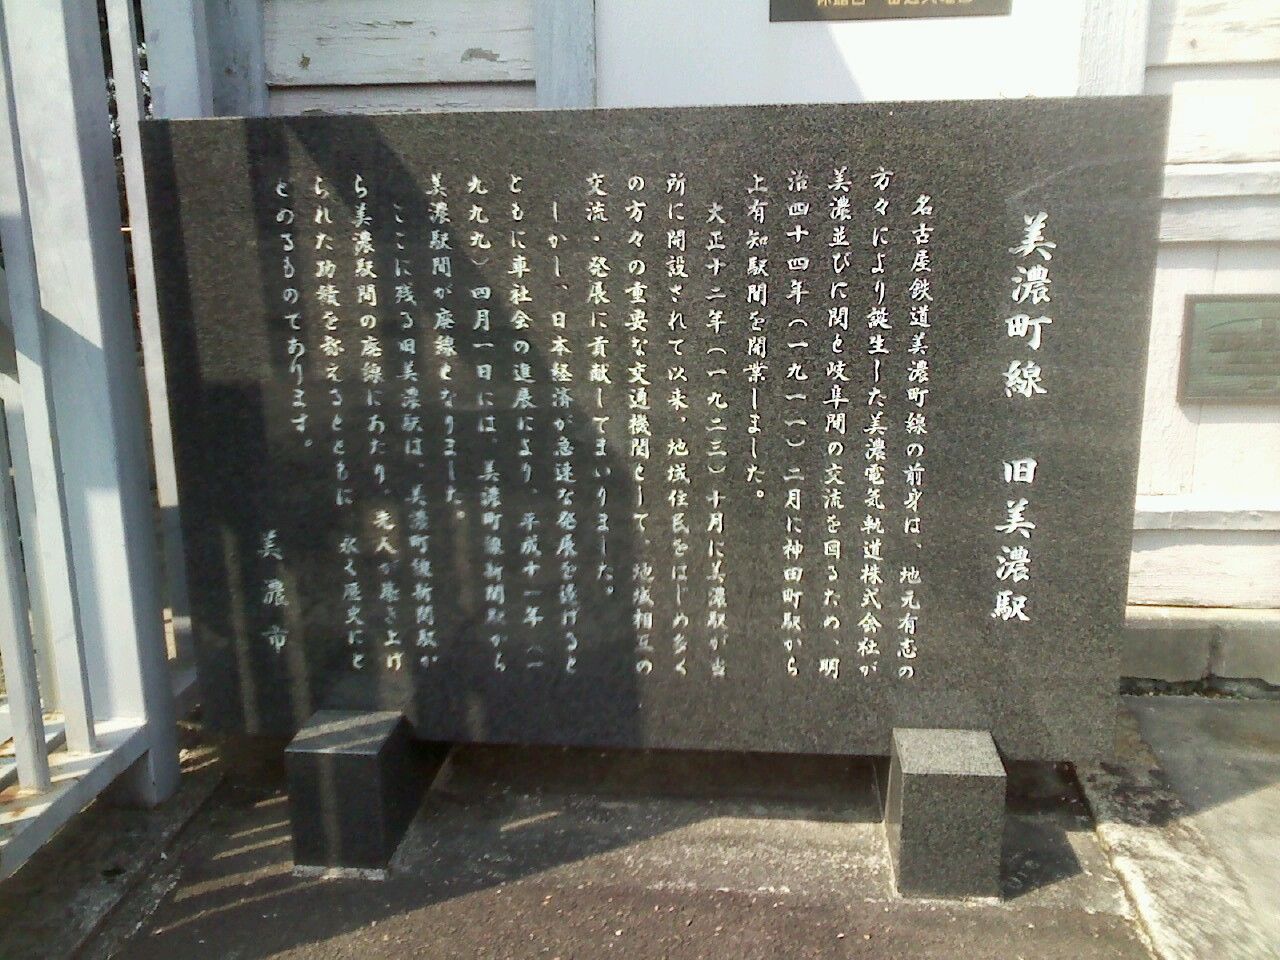 美濃町線　旧美濃駅
名古屋鉄道美濃町線の前身は、地元有志の
方々により誕生した美濃電気軌道株式会社が
美濃並びに関と岐阜間の交流を図るため、明
治四十四年（一九一一）二月に神田町駅から
上有知駅間を開業しました。
大正十二年（一九二三）十月に美濃駅が当
所に開設されて以来、地域住民をはじめ多く
の方々の重要な交通機関として、地域相互の
交流・発展に貢献してまいりました。
しかし、日本経済が急速な発展を遂げると
ともに車社会の進展により、平成十一年（一
九九九）四月一日には、美濃町線新関駅から
美濃駅間が廃線となりました。
ここに残る旧美濃駅は、美濃町線新関駅か
ら美濃駅間の廃線にあたり、先人が築き上げ
られた功績を称えるとともに　永く歴史にと
どめるものであります。
美濃市